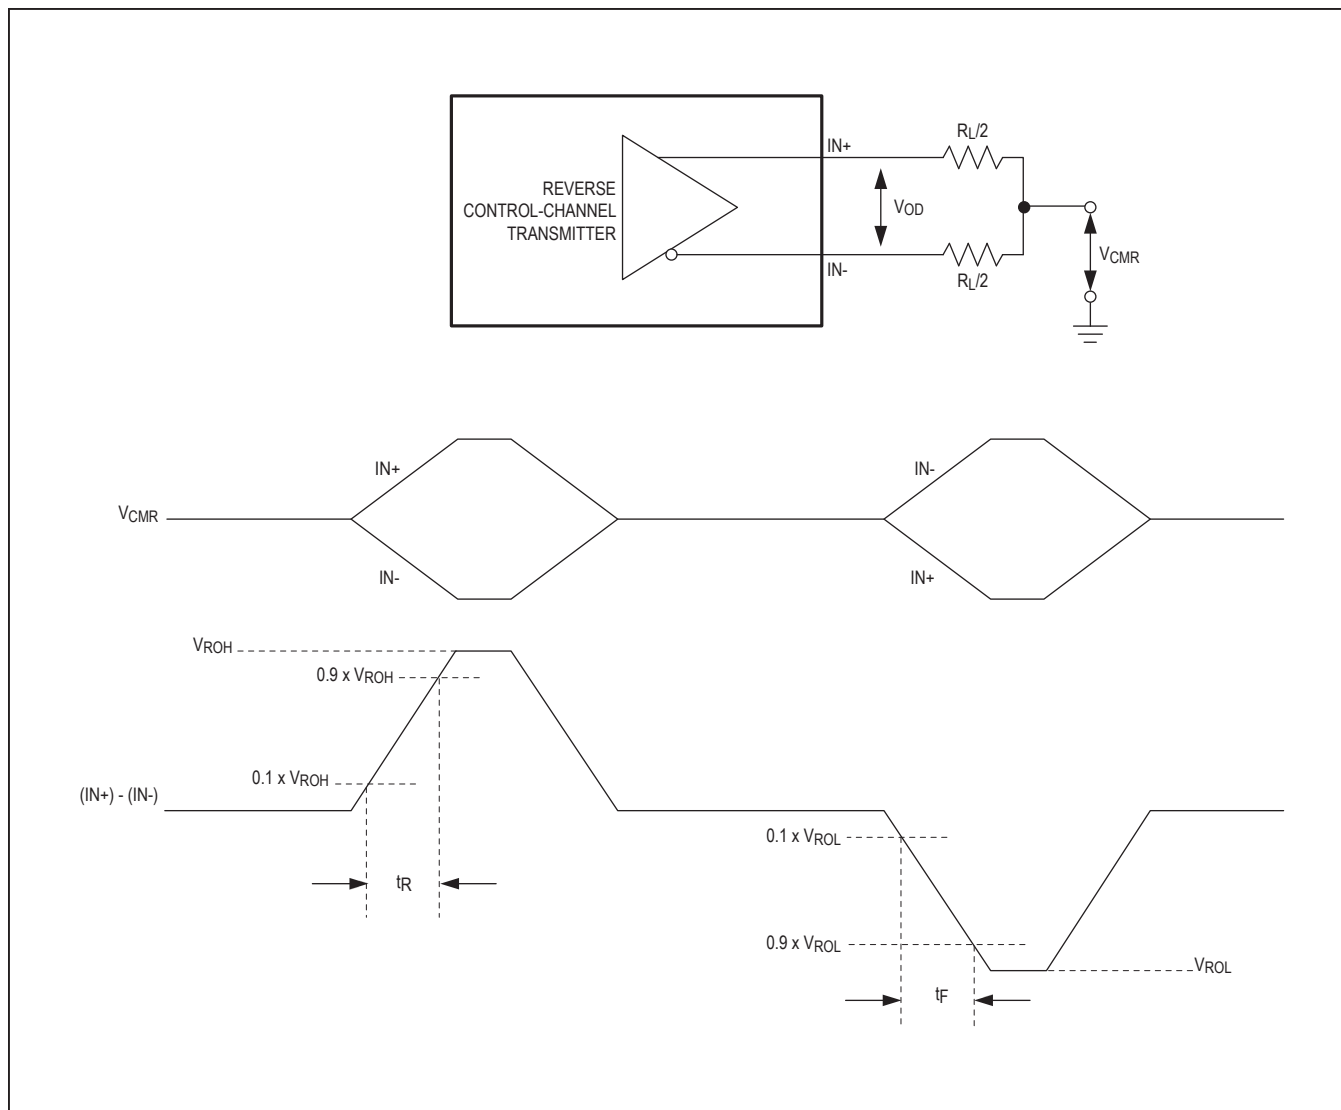 REVERSE
CONTROL-CHANNEL
TRANSMITTER
IN+
RL/2
VOD
IN-
RL/2
VCMR
IN+
IN-
VCMR
IN-
IN+
VROH
0.9 x VROH
0.1 x VROH
(IN+) - (IN-)
0.1 x VROL
tR
0.9 x VROL
VROL
tF